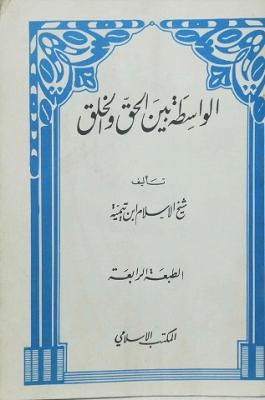 الواسطة بين الحق والخلق
تأليف
شيخ الإسلام ابن تيمية
الطبعة الرابعة
المكتب الإسلامي